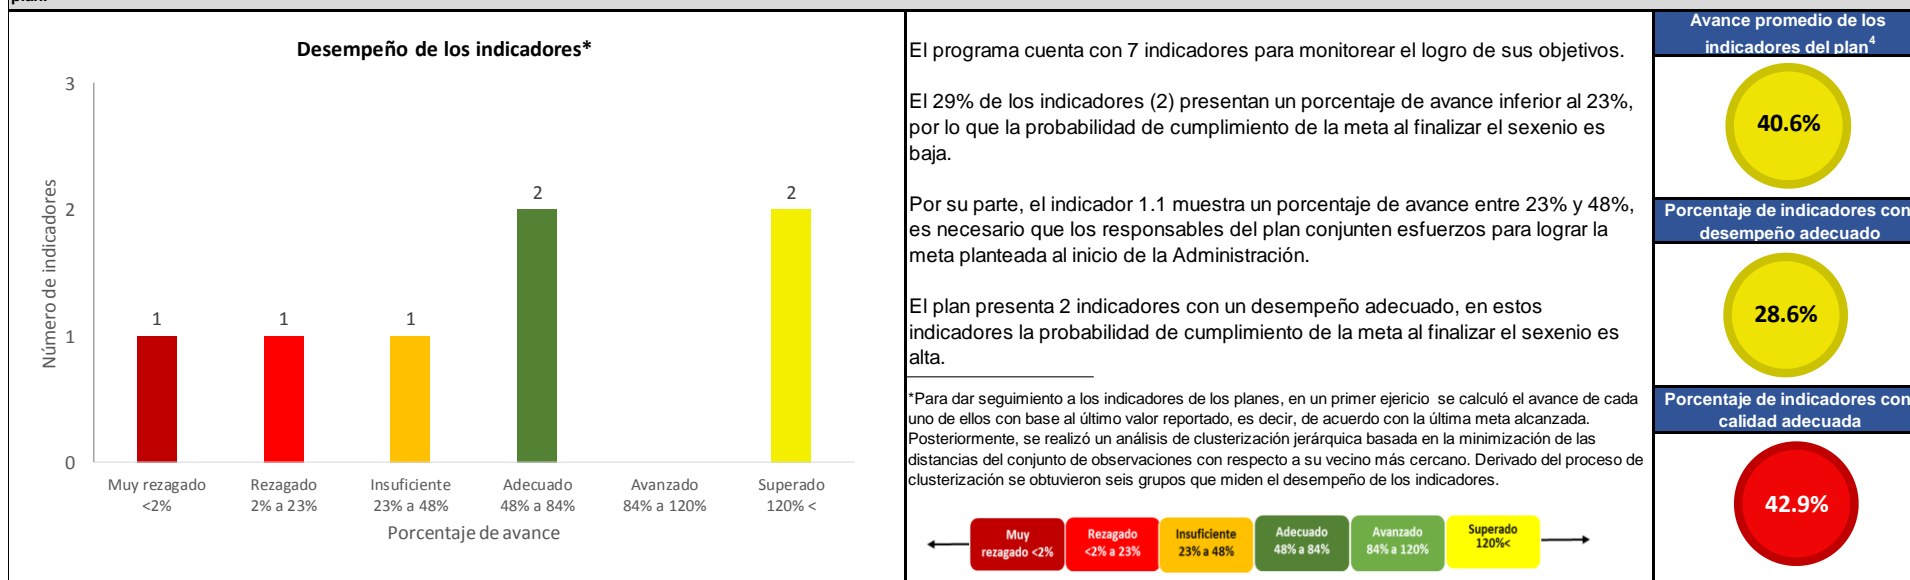 plan.
Desempeño de los indicadores*
Número de indicadores
3
2
1
0
1
1
1
2
2
Muy rezagado
<2%
Rezagado
2% a 23%
Insuficiente
23% a 48%
Adecuado
48% a 84%
Avanzado
84% a 120%
Superado
120% <
Porcentaje de avance
El programa cuenta con 7 indicadores para monitorear el logro de sus objetivos.
El 29% de los indicadores (2) presentan un porcentaje de avance inferior al 23%,
por lo que la probabilidad de cumplimiento de la meta al finalizar el sexenio es
baja.
Por su parte, el indicador 1.1 muestra un porcentaje de avance entre 23% y 48%,
es necesario que los responsables del plan conjunten esfuerzos para lograr la
meta planteada al inicio de la Administración.
El plan presenta 2 indicadores con un desempeño adecuado, en estos
indicadores la probabilidad de cumplimiento de la meta al finalizar el sexenio es
alta.
*Para dar seguimiento a los indicadores de los planes, en un primer ejercicio se calculó el avance de cada
uno de ellos con base al último valor reportado, es decir, de acuerdo con la última meta alcanzada.
Posteriormente, se realizó un análisis de clusterización jerárquica basada en la minimización de las
distancias del conjunto de observaciones con respecto a su vecino más cercano. Derivado del proceso de
clusterización se obtuvieron seis grupos que miden el desempeño de los indicadores.
Muy
rezagado <2%
Rezagado
<2% a 23%
Insuficiente
23% a 48%
Adecuado
48% a 84%
Avanzado
84% a 120%
Superado
120%<
Avance promedio de los
indicadores del plan4
40.6%
Porcentaje de indicadores con
desempeño adecuado
28.6%
Porcentaje de indicadores con
calidad adecuada
42.9%